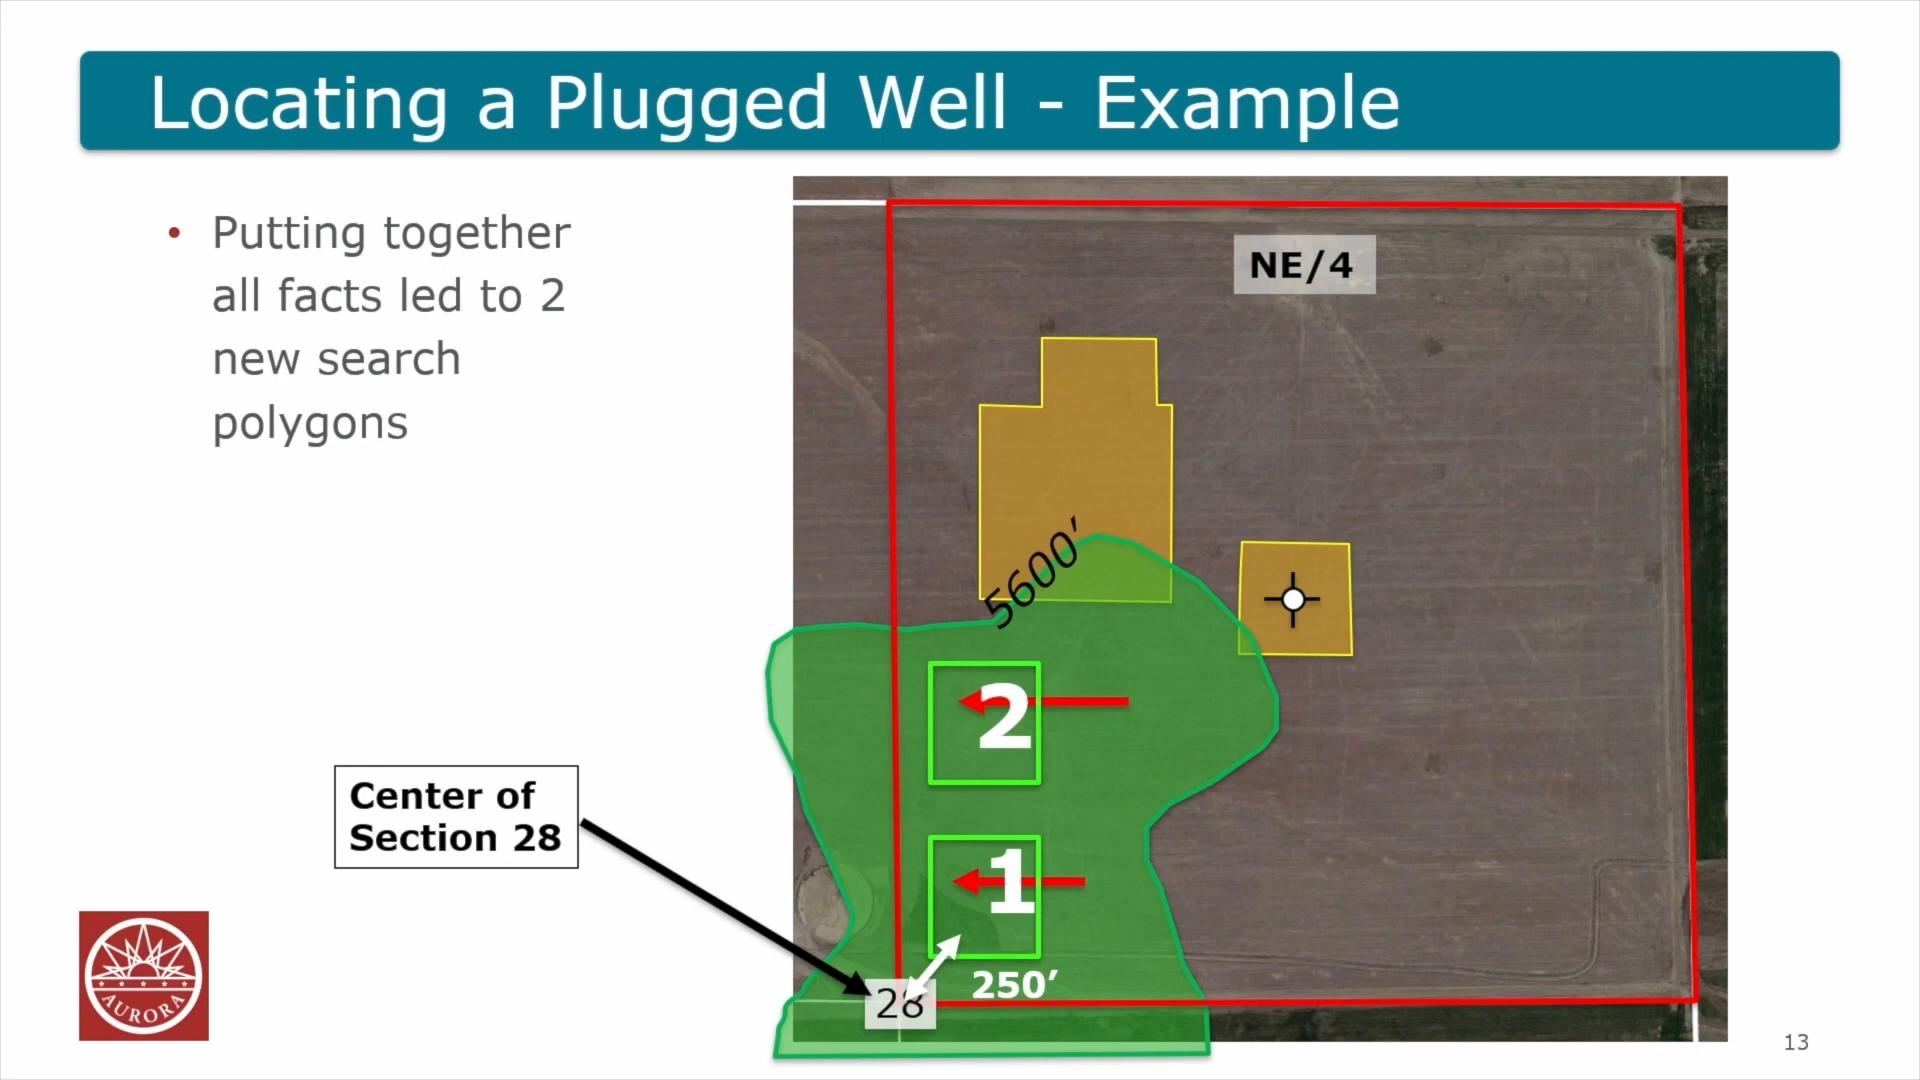 Locating a Plugged Well - Example
• Putting together
all facts led to 2
new search
polygons
NE/4
5600’
2
1
250’
28
Center of
Section 28
AURORA
13